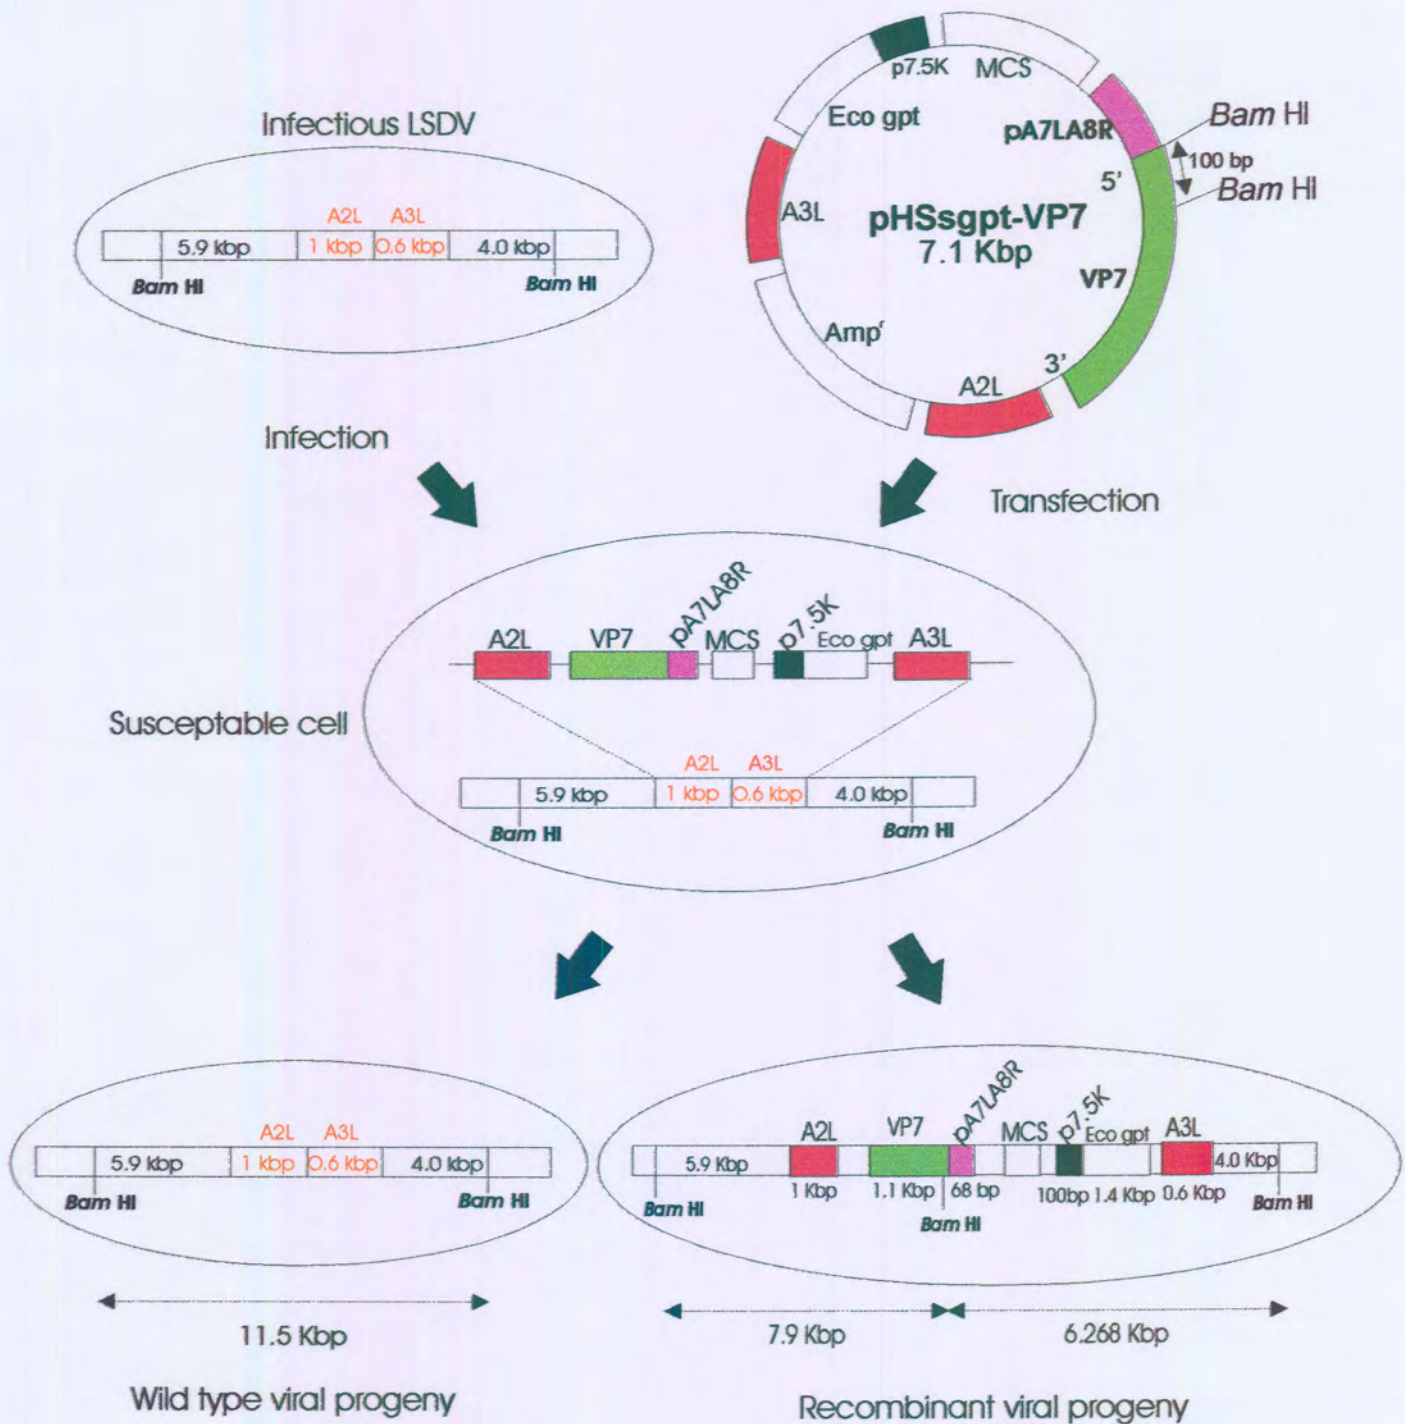 Infectious LSDV
A2L A3L
5.9 kbp 1 kbp 0.6 kbp 4.0 kbp
Bam HI Bam HI
p7.5K MCS
Eco gpt pA7LA8R Bam HI
100 bp
5' Bam HI
A3L pHSsgpt-VP7
7.1 Kbp
VP7
Ampr
3'
A2L
Infection
Transfection
pA7LA8R p7.5K
A2L VP7 MCS Eco gpt A3L
Susceptable cell
A2L A3L
5.9 kbp 1 kbp 0.6 kbp 4.0 kbp
Bam HI Bam HI
A2L A3L
5.9 kbp 1 kbp 0.6 kbp 4.0 kbp
Bam HI Bam HI
11.5 Kbp
Wild type viral progeny
pA7LA8R p7.5K
A2L VP7 MCS Eco gpt A3L
5.9 Kbp 4.0 Kbp
1 Kbp 1.1 Kbp 68 bp 100bp 1.4 Kbp 0.6 Kbp
Bam HI Bam HI Bam HI
7.9 Kbp 6.268 Kbp
Recombinant viral progeny